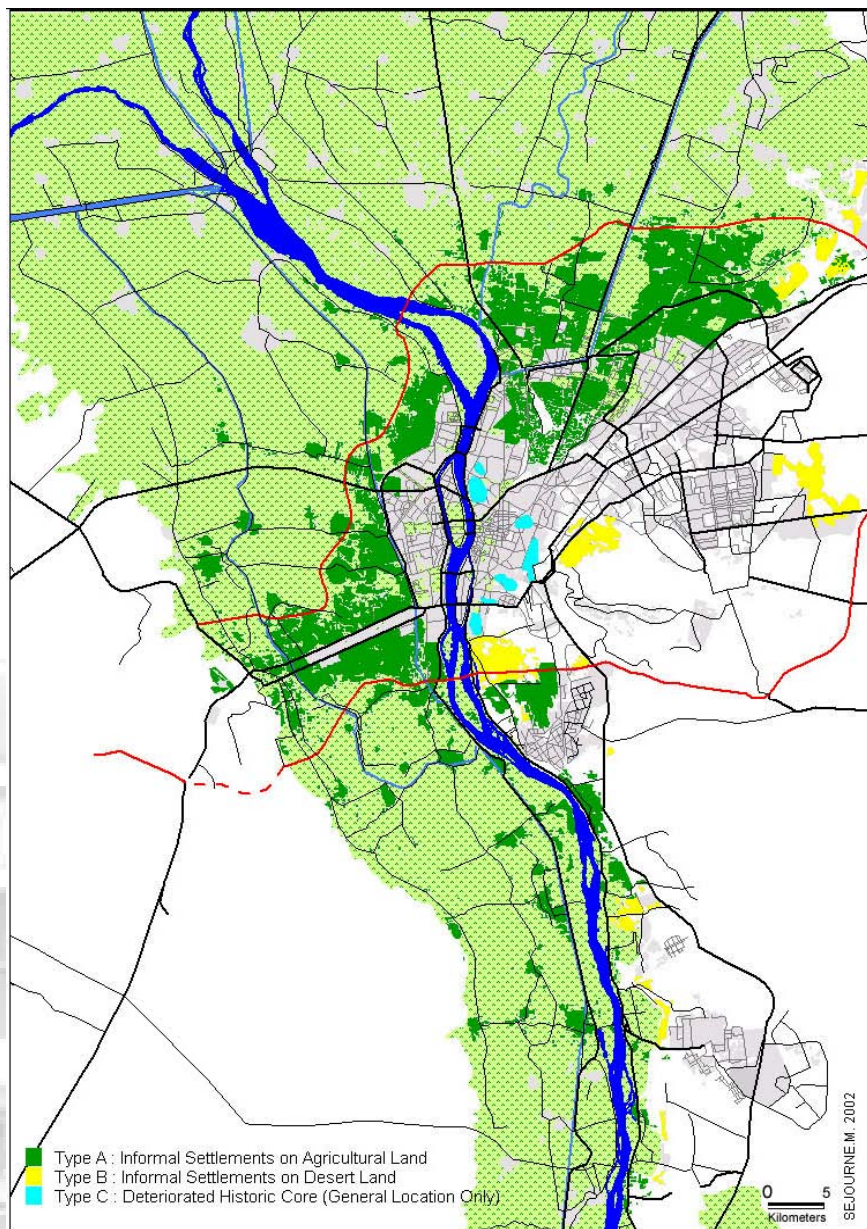 Type A : Informal Settlements on Agricultural Land
Type B : Informal Settlements on Desert Land
Type C : Deteriorated Historic Core (General Location Only)
0 5
Kilometers
SEJOURNE.M. 2002